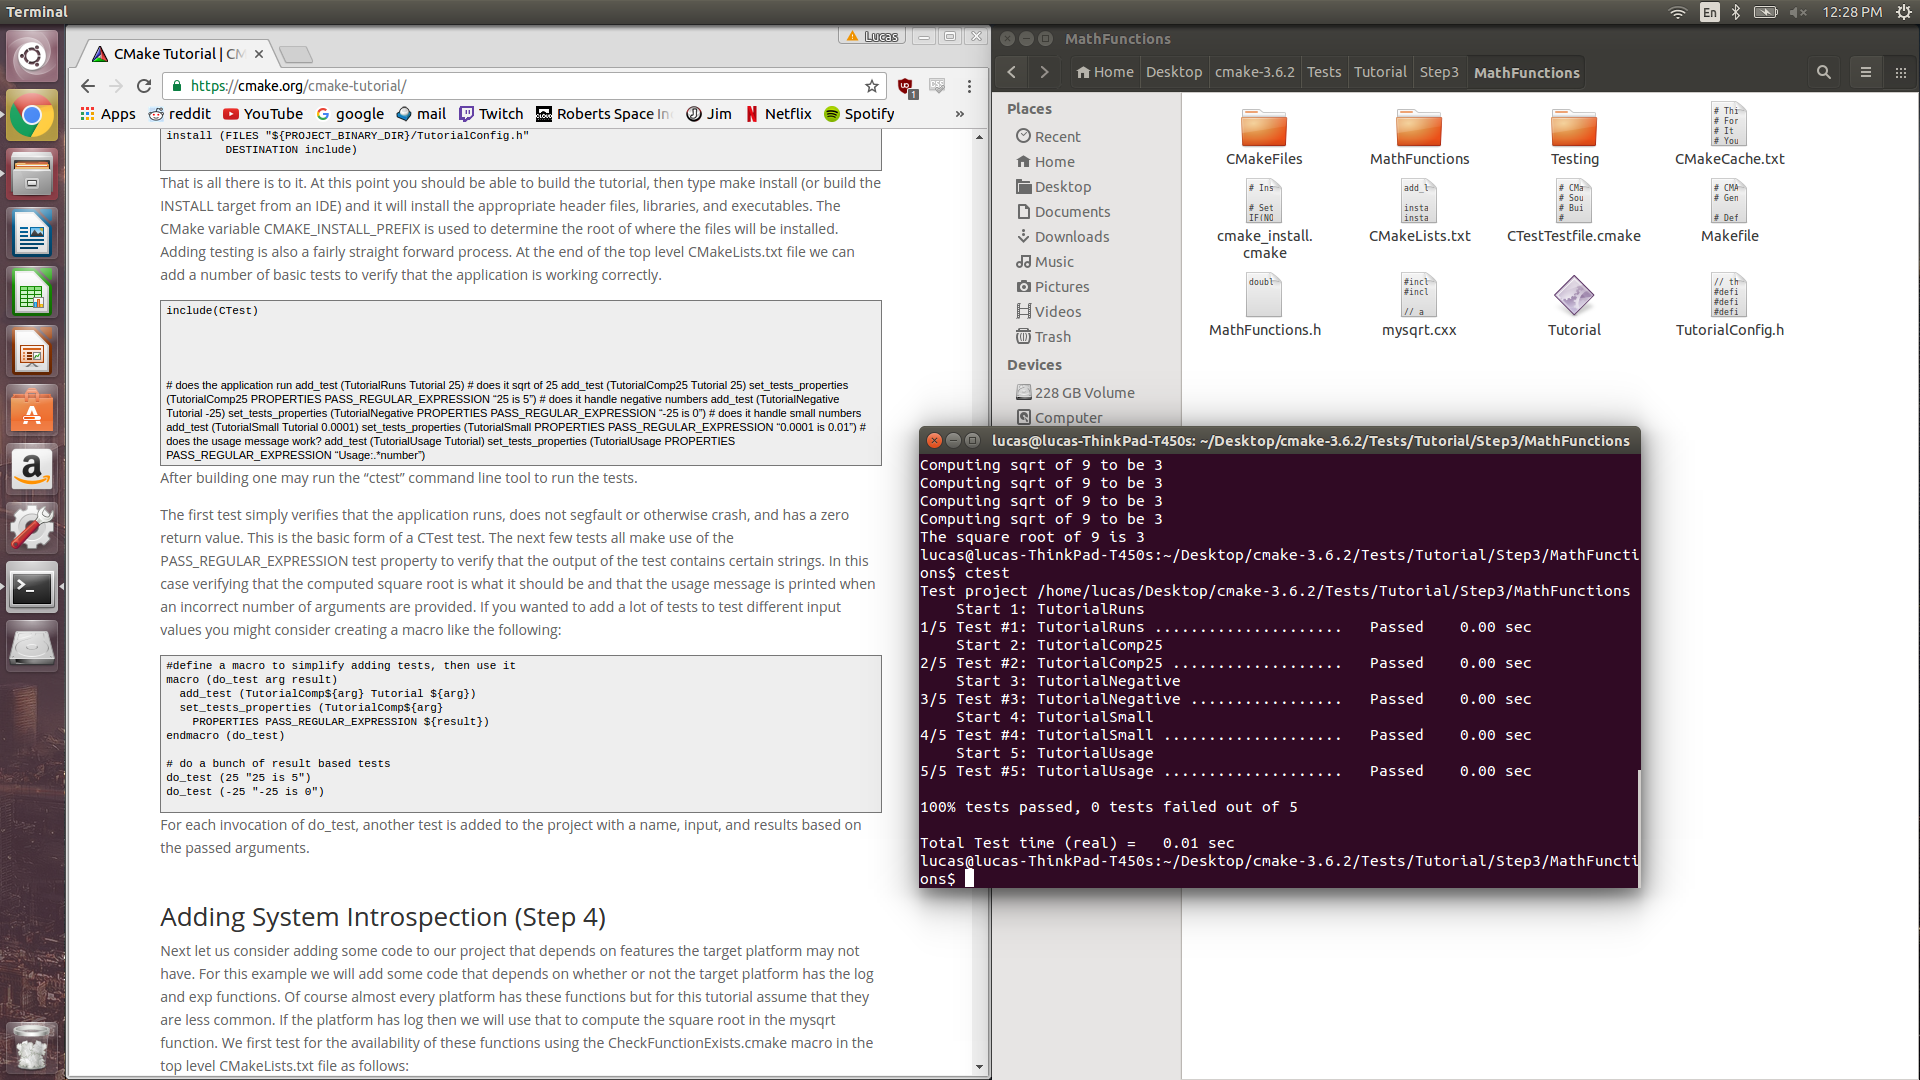 Terminal
En
12:28 PM
CMake Tutorial | CM
Lucas
https://cmake.org/cmake-tutorial/
1
Apps
reddit
YouTube
google
mail
Twitch
Roberts Space In
Jim
Netflix
Spotify
»
install (FILES "${PROJECT_BINARY_DIR}/TutorialConfig.h"
DESTINATION include)
That is all there is to it. At this point you should be able to build the tutorial, then type make install (or build the
INSTALL target from an IDE) and it will install the appropriate header files, libraries, and executables. The
CMake variable CMAKE_INSTALL_PREFIX is used to determine the root of where the files will be installed.
Adding testing is also a fairly straight forward process. At the end of the top level CMakeLists.txt file we can
add a number of basic tests to verify that the application is working correctly.
include(CTest)
# does the application run add_test (TutorialRuns Tutorial 25) # does it sqrt of 25 add_test (TutorialComp25 Tutorial 25) set_tests_properties
(TutorialComp25 PROPERTIES PASS_REGULAR_EXPRESSION “25 is 5”) # does it handle negative numbers add_test (TutorialNegative
Tutorial -25) set_tests_properties (TutorialNegative PROPERTIES PASS_REGULAR_EXPRESSION “-25 is 0”) # does it handle small numbers
add_test (TutorialSmall Tutorial 0.0001) set_tests_properties (TutorialSmall PROPERTIES PASS_REGULAR_EXPRESSION “0.0001 is 0.01”) #
does the usage message work? add_test (TutorialUsage Tutorial) set_tests_properties (TutorialUsage PROPERTIES
PASS_REGULAR_EXPRESSION “Usage:.*number”)
After building one may run the “ctest” command line tool to run the tests.
The first test simply verifies that the application runs, does not segfault or otherwise crash, and has a zero
return value. This is the basic form of a CTest test. The next few tests all make use of the
PASS_REGULAR_EXPRESSION test property to verify that the output of the test contains certain strings. In this
case verifying that the computed square root is what it should be and that the usage message is printed when
an incorrect number of arguments are provided. If you wanted to add a lot of tests to test different input
values you might consider creating a macro like the following:
#define a macro to simplify adding tests, then use it
macro (do_test arg result)
add_test (TutorialComp${arg} Tutorial ${arg})
set_tests_properties (TutorialComp${arg}
PROPERTIES PASS_REGULAR_EXPRESSION ${result})
endmacro (do_test)
# do a bunch of result based tests
do_test (25 "25 is 5")
do_test (-25 "-25 is 0")
For each invocation of do_test, another test is added to the project with a name, input, and results based on
the passed arguments.
Adding System Introspection (Step 4)
Next let us consider adding some code to our project that depends on features the target platform may not
have. For this example we will add some code that depends on whether or not the target platform has the log
and exp functions. Of course almost every platform has these functions but for this tutorial assume that they
are less common. If the platform has log then we will use that to compute the square root in the mysqrt
function. We first test for the availability of these functions using the CheckFunctionExists.cmake macro in the
top level CMakeLists.txt file as follows:
MathFunctions
Home
Desktop
cmake-3.6.2
Tests
Tutorial
Step3
MathFunctions
Places
Recent
Home
Desktop
Documents
Downloads
Music
Pictures
Videos
Trash
Devices
228 GB Volume
Computer
CMakeFiles
MathFunctions
Testing
# Thi
# For
# It
# You
CMakeCache.txt
# Ins
# Set
IF(NO
cmake_install.
cmake
add_l
insta
insta
CMakeLists.txt
# CMa
# Sou
# Bui
#
CTestTestfile.cmake
# CMA
# Gen
# Def
Makefile
doubl
MathFunctions.h
#incl
#incl
// a
mysqrt.cxx
Tutorial
// th
#defi
#defi
#defi
TutorialConfig.h
lucas@lucas-ThinkPad-T450s: ~/Desktop/cmake-3.6.2/Tests/Tutorial/Step3/MathFunctions
Computing sqrt of 9 to be 3
Computing sqrt of 9 to be 3
Computing sqrt of 9 to be 3
Computing sqrt of 9 to be 3
The square root of 9 is 3
lucas@lucas-ThinkPad-T450s:~/Desktop/cmake-3.6.2/Tests/Tutorial/Step3/MathFuncti
ons$ ctest
Test project /home/lucas/Desktop/cmake-3.6.2/Tests/Tutorial/Step3/MathFunctions
Start 1: TutorialRuns
1/5 Test #1: TutorialRuns ..................... Passed 0.00 sec
Start 2: TutorialComp25
2/5 Test #2: TutorialComp25 ................... Passed 0.00 sec
Start 3: TutorialNegative
3/5 Test #3: TutorialNegative ................. Passed 0.00 sec
Start 4: TutorialSmall
4/5 Test #4: TutorialSmall .................... Passed 0.00 sec
Start 5: TutorialUsage
5/5 Test #5: TutorialUsage .................... Passed 0.00 sec
100% tests passed, 0 tests failed out of 5
Total Test time (real) = 0.01 sec
lucas@lucas-ThinkPad-T450s:~/Desktop/cmake-3.6.2/Tests/Tutorial/Step3/MathFuncti
ons$